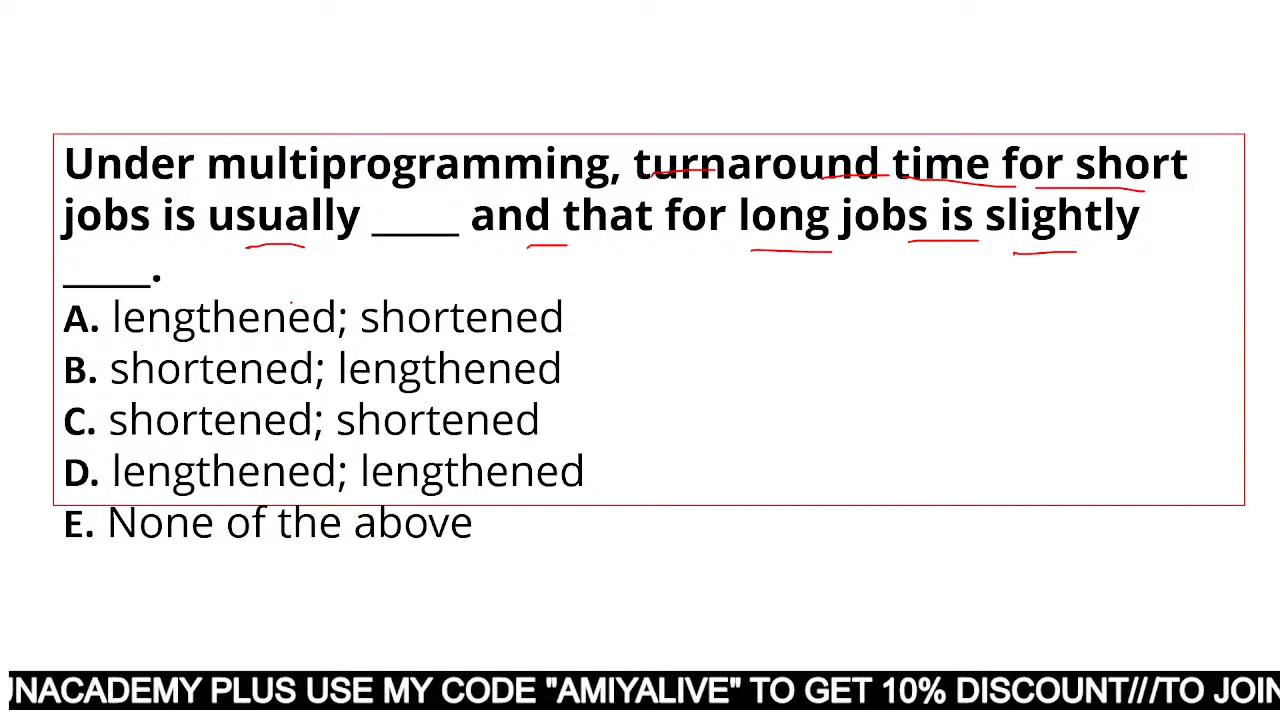 Under multiprogramming, turnaround time for short
jobs is usually ____ and that for long jobs is slightly
____.
A. lengthened; shortened
B. shortened; lengthened
C. shortened; shortened
D. lengthened; lengthened
E. None of the above
NACADEMY PLUS USE MY CODE "AMIYALIVE" TO GET 10% DISCOUNT///TO JOIN